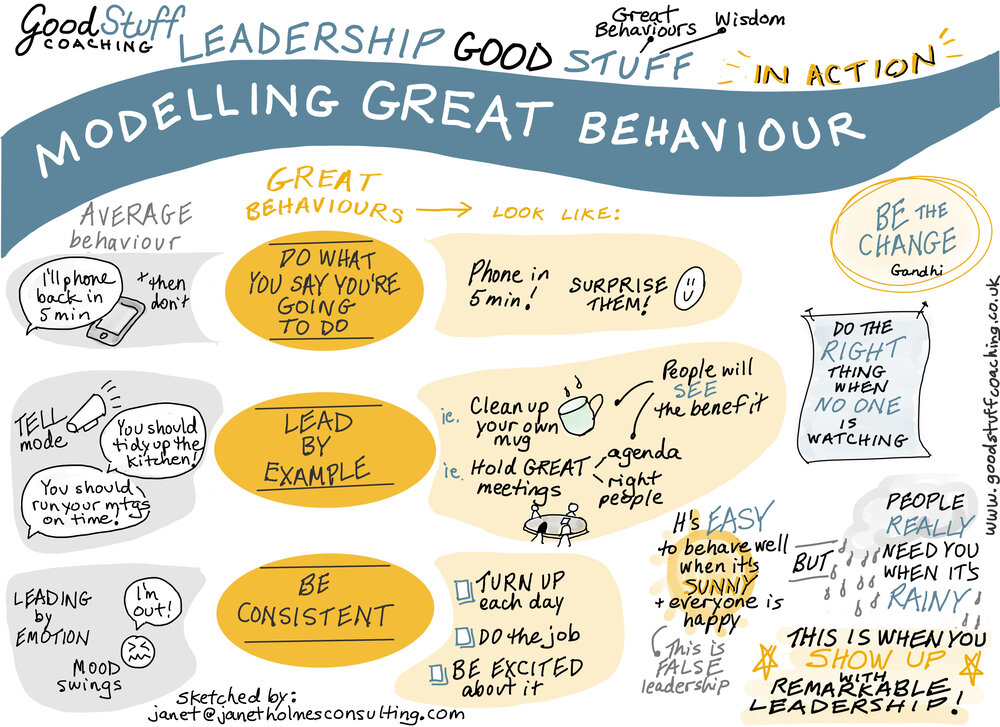 GoodStuff
COACHING
LEADERSHIP GOOD STUFF
Great
Behaviours
Wisdom
IN ACTION
MODELLING GREAT BEHAVIOUR
AVERAGE
behaviour
GREAT
BEHAVIOURS → LOOK LIKE:
I'll phone
back in
5 min
+ then
don't
DO WHAT
YOU SAY YOU'RE
GOING
TO DO
Phone in
5 min!
SURPRISE
THEM!
TELL
mode
You should
tidy up the
kitchen!
You should
run your mtgs
on time!
LEAD
BY
EXAMPLE
ie. Clean up
your own
mug
People will
SEE
the benefit
ie. Hold GREAT
meetings
agenda
right
people
LEADING
by
EMOTION
I'm
out!
MOOD
swings
BE
CONSISTENT
TURN UP
each day
DO the job
BE EXCITED
about it
BE THE
CHANGE
Gandhi
DO THE
RIGHT
THING
WHEN
NO ONE
IS
WATCHING
www.goodstuffcoaching.co.uk
It's EASY
to behave well
when it's
SUNNY
+ everyone is
happy
This is
FALSE
leadership
BUT
PEOPLE
REALLY
NEED YOU
WHEN IT'S
RAINY
THIS IS WHEN YOU
SHOW UP
WITH
REMARKABLE
LEADERSHIP!
sketched by:
janet@janetholmesconsulting.com